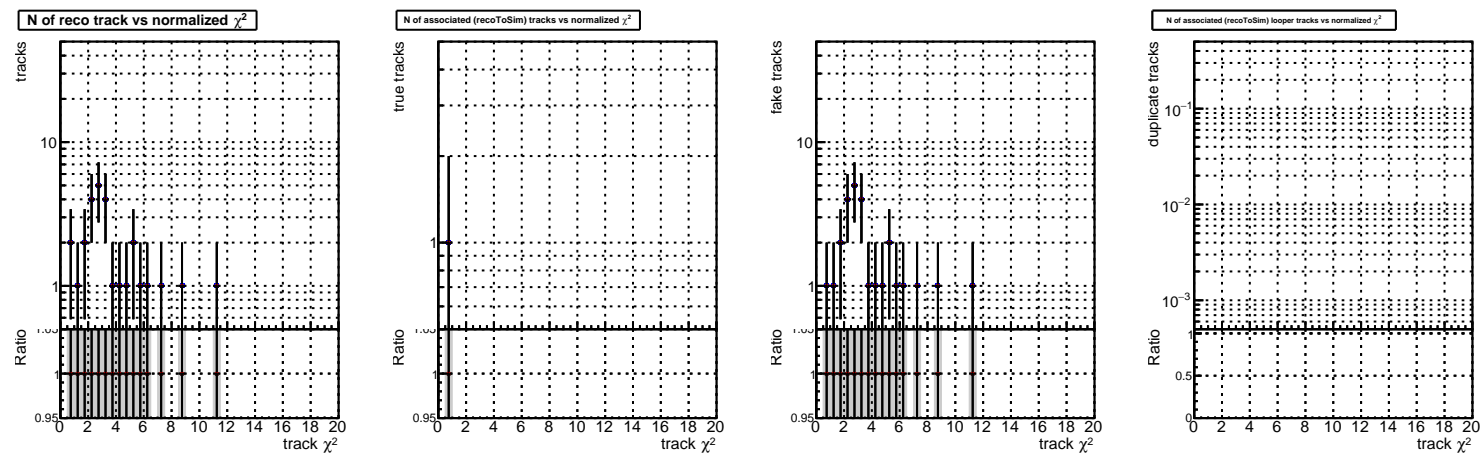 N of reco track vs normalized χ²
tracks
10
1
Ratio
1.05
1
0.95
0 2 4 6 8 10 12 14 16 18 20
track χ²
N of associated (recoToSim) tracks vs normalized χ²
true tracks
1
Ratio
1.05
1
0.95
0 2 4 6 8 10 12 14 16 18 20
track χ²
fake tracks
10
1
Ratio
1.05
1
0.95
0 2 4 6 8 10 12 14 16 18 20
track χ²
N of associated (recoToSim) looper tracks vs normalized χ²
duplicate tracks
10⁻¹
10⁻²
10⁻³
Ratio
1
0.5
0
0 2 4 6 8 10 12 14 16 18 20
track χ²